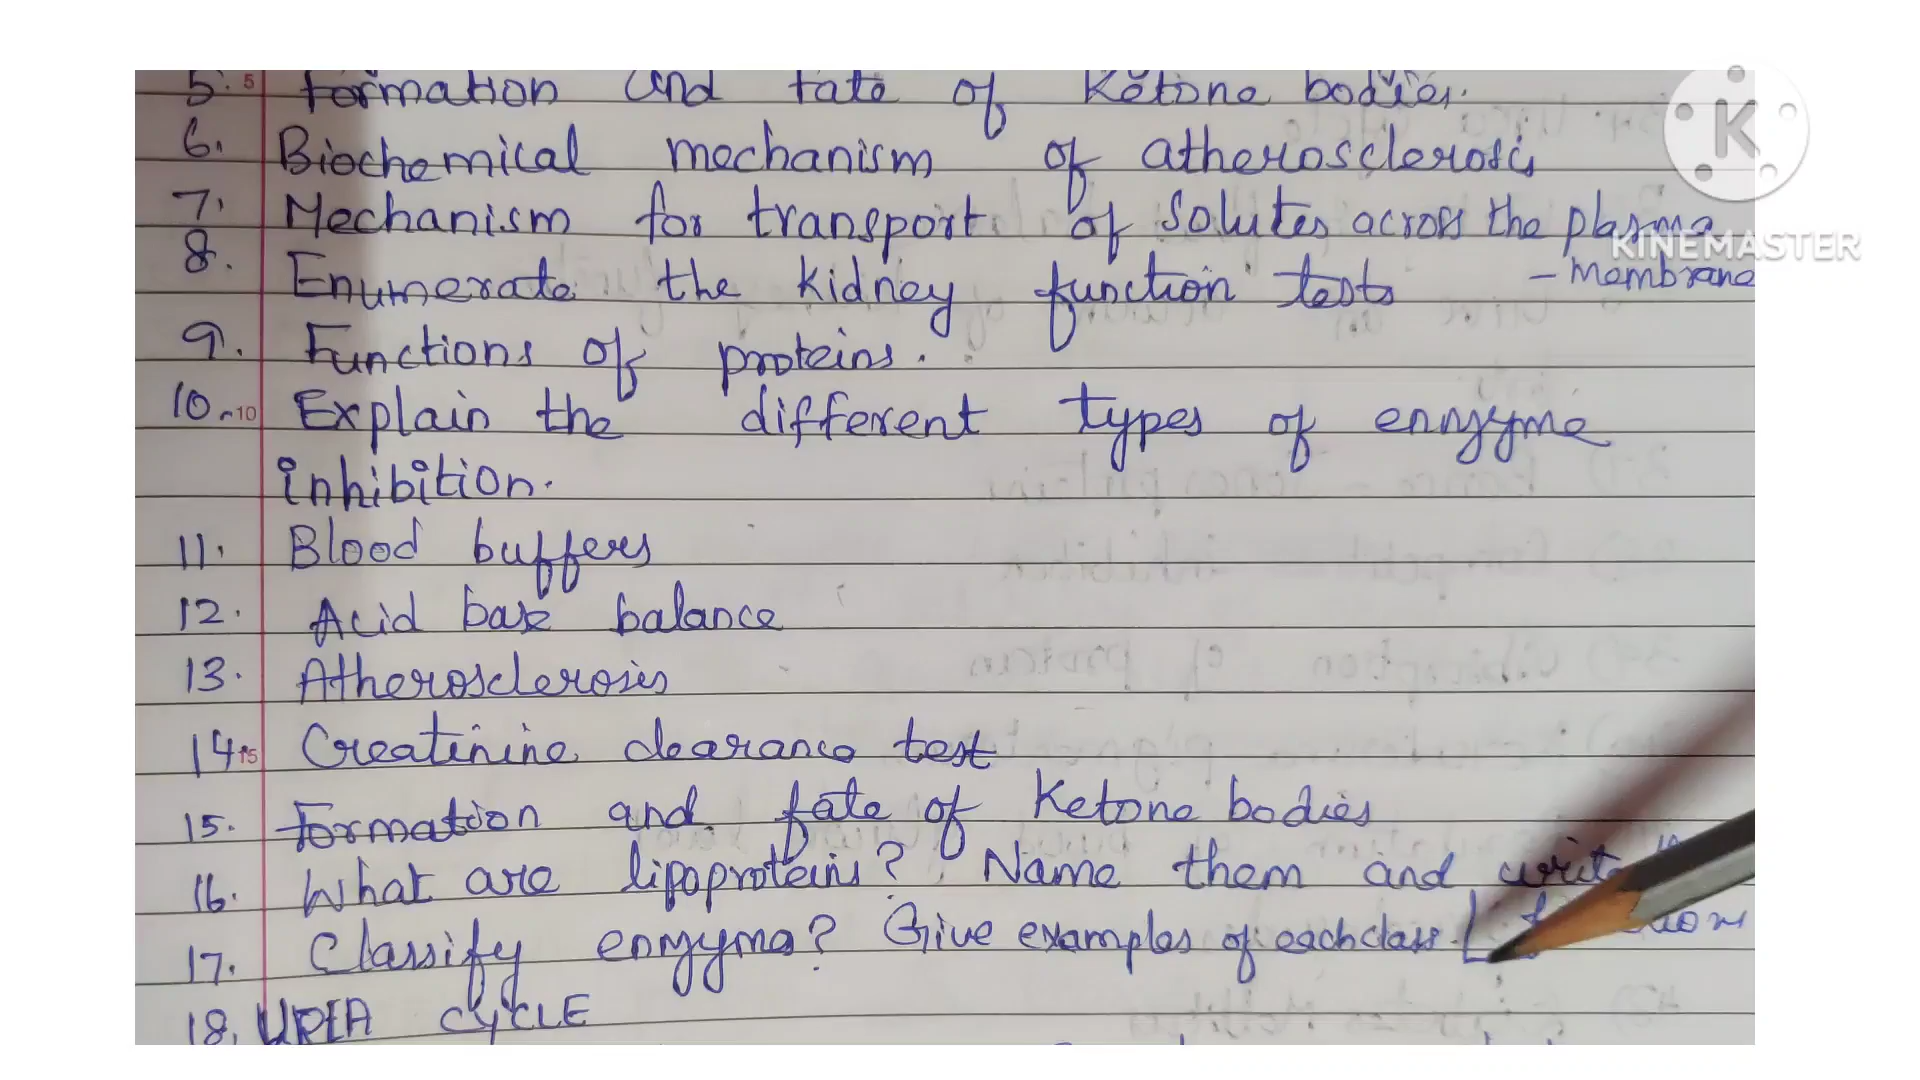 5. Formation and fate of Ketone bodies.
6. Biochemical mechanism of atherosclerosis
7. Mechanism for transport of solutes across the plasma
- membrane
8. Enumerate the kidney function tests
9. Functions of proteins.
10. Explain the different types of enzyme
inhibition.
11. Blood buffers
12. Acid base balance
13. Atherosclerosis
14. Creatinine clearance test
15. Formation and fate of Ketone bodies
16. What are lipoproteins? Name them and write
17. Classify enzyme? Give examples of each class
18. UREA CYCLE
K
KINEMASTER
5
10
15